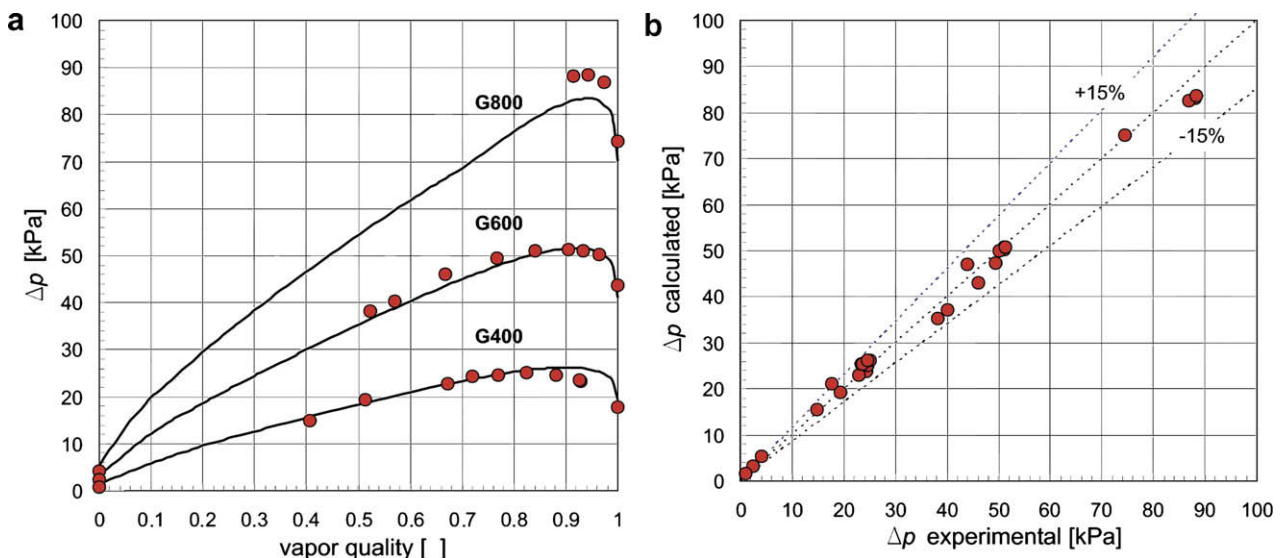 a
100
90
80
70
60
50
40
30
20
10
0
Δp [kPa]
G800
G600
G400
0 0.1 0.2 0.3 0.4 0.5 0.6 0.7 0.8 0.9 1
vapor quality [ ]
b
100
90
80
70
60
50
40
30
20
10
0
Δp calculated [kPa]
+15%
-15%
0 10 20 30 40 50 60 70 80 90 100
Δp experimental [kPa]